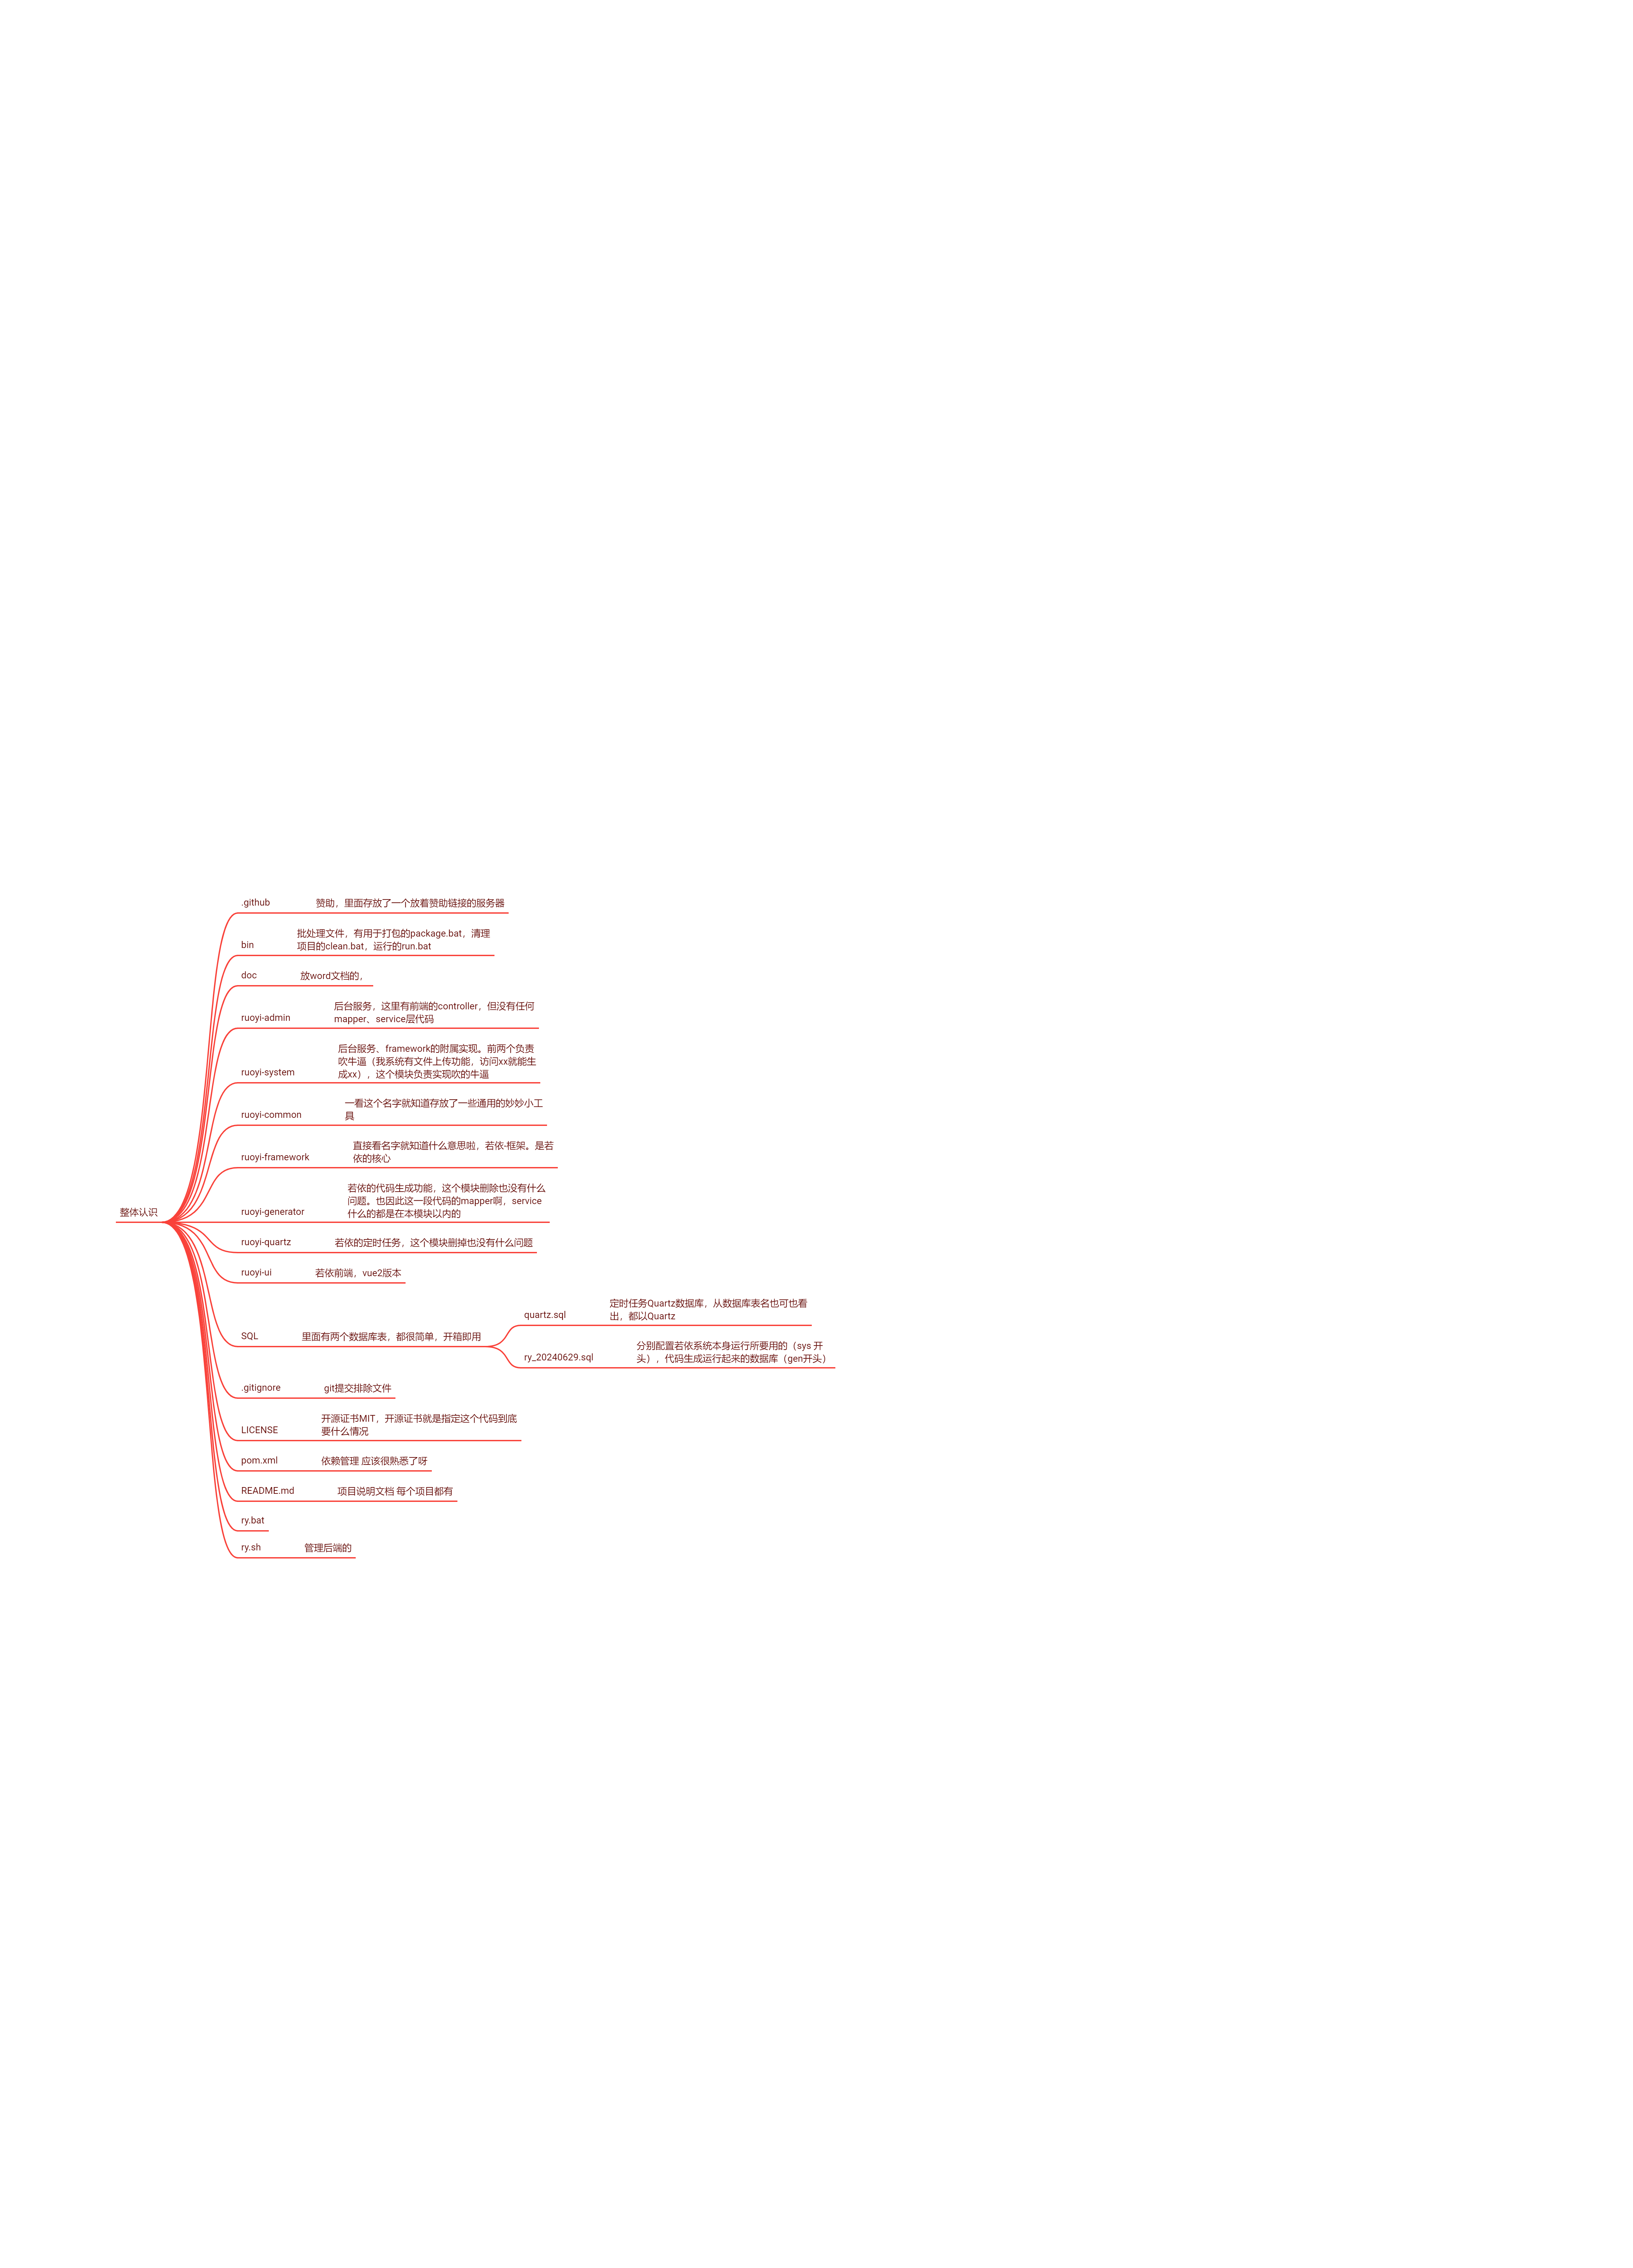 .github
赞助，里面存放了一个放着赞助链接的服务器
bin
批处理文件，有用于打包的package.bat，清理
项目的clean.bat，运行的run.bat
doc
放word文档的，
ruoyi-admin
后台服务，这里有前端的controller，但没有任何
mapper、service层代码
ruoyi-system
后台服务、framework的附属实现。前两个负责
吹牛逼（我系统有文件上传功能，访问xx就能生
成xx），这个模块负责实现吹的牛逼
ruoyi-common
一看这个名字就知道存放了一些通用的妙妙小工
具
ruoyi-framework
直接看名字就知道什么意思啦，若依-框架。是若
依的核心
整体认识
ruoyi-generator
若依的代码生成功能，这个模块删除也没有什么
问题。也因此这一段代码的mapper啊，service
什么的都是在本模块以内的
ruoyi-quartz
若依的定时任务，这个模块删掉也没有什么问题
ruoyi-ui
若依前端，vue2版本
SQL
里面有两个数据库表，都很简单，开箱即用
quartz.sql
定时任务Quartz数据库，从数据库表名也可也看
出，都以Quartz
ry_20240629.sql
分别配置若依系统本身运行所要用的（sys 开
头），代码生成运行起来的数据库（gen开头）
.gitignore
git提交排除文件
LICENSE
开源证书MIT，开源证书就是指定这个代码到底
要什么情况
pom.xml
依赖管理 应该很熟悉了呀
README.md
项目说明文档 每个项目都有
ry.bat
ry.sh
管理后端的